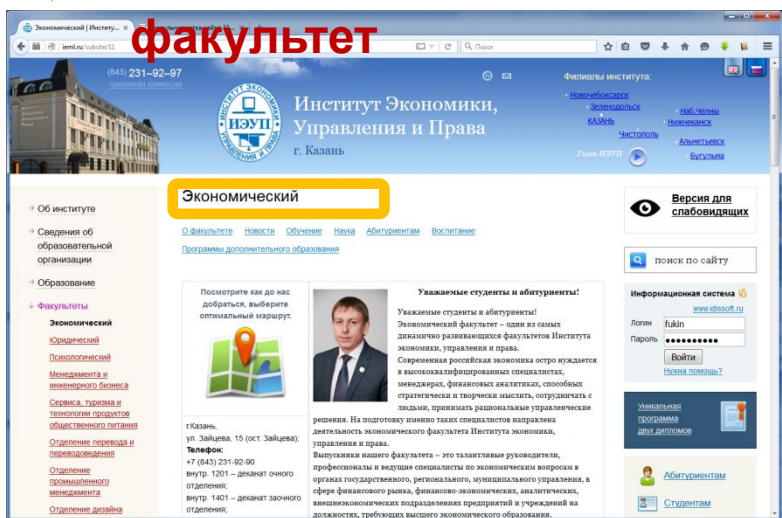 Экономический | Институ... ×
факультет
ieml.ru/subsite/11
Поиск
(843) 231–92–97
приемная комиссия
ИЭУП
Институт Экономики,
Управления и Права
г. Казань
Филиалы института:
Новочебоксарск
Зеленодольск
Наб.Челны
КАЗАНЬ
Нижнекамск
Чистополь
Альметьевск
Гимн ИЭУП
Бугульма
Об институте
Сведения об
образовательной
организации
Образование
Факультеты
Экономический
Юридический
Психологический
Менеджмента и
инженерного бизнеса
Сервиса, туризма и
технологии продуктов
общественного питания
Отделение перевода и
переводоведения
Отделение
промышленного
менеджмента
Отделение дизайна
Экономический
О факультете Новости Обучение Наука Абитуриентам Воспитание
Программы дополнительного образования
Посмотрите как до нас
добраться, выберите
оптимальный маршрут.
г.Казань,
ул. Зайцева, 15 (ост. Зайцева);
Телефон:
+7 (843) 231-92-90
внутр. 1201 – деканат очного
отделения;
внутр. 1401 – деканат заочного
отделения;
Уважаемые студенты и абитуриенты!
Уважаемые студенты и абитуриенты!
Экономический факультет – один из самых
динамично развивающихся факультетов Института
экономики, управления и права.
Современная российская экономика остро нуждается
в высококвалифицированных специалистах,
менеджерах, финансовых аналитиках, способных
стратегически и творчески мыслить, сотрудничать с
людьми, принимать рациональные управленческие
решения. На подготовку именно таких специалистов направлена
деятельность экономического факультета Института экономики,
управления и права.
Выпускники нашего факультета – это талантливые руководители,
профессионалы и ведущие специалисты по экономическим вопросам в
органах государственного, регионального, муниципального управления, в
сфере финансового рынка, финансово-экономических, аналитических,
внешнеэкономических подразделениях предприятий и учреждений на
должностях, требующих высшего экономического образования.
Версия для
слабовидящих
поиск по сайту
Информационная система
www.idissoft.ru
Логин fukin
Пароль ●●●●●●●●●●
Войти
Нужна помощь?
Уникальная
программа
двух дипломов
Абитуриентам
Студентам